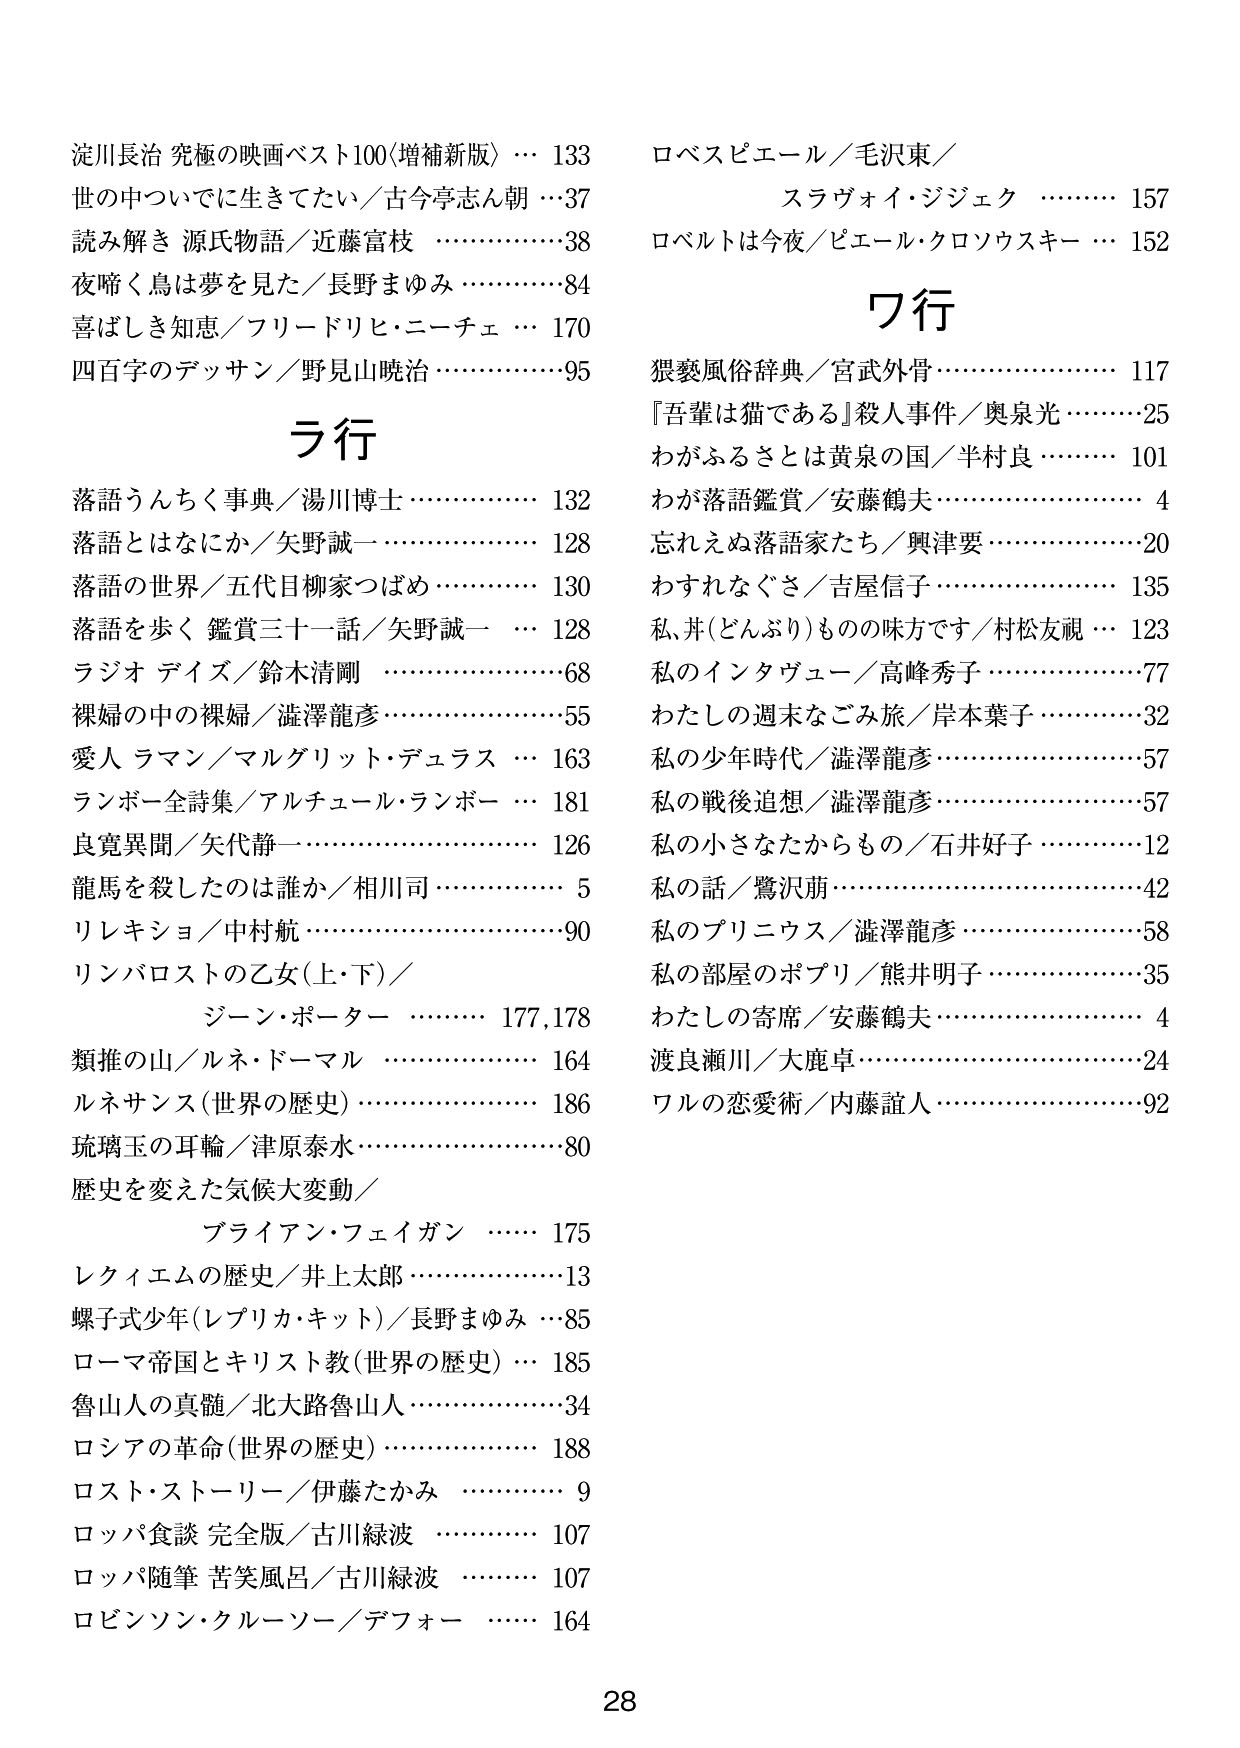 淀川長治 究極の映画ベスト100〈増補新版〉 … 133
世の中ついでに生きてたい／古今亭志ん朝 …37
読み解き 源氏物語／近藤富枝 ……………38
夜啼く鳥は夢を見た／長野まゆみ …………84
喜ばしき知恵／フリードリヒ・ニーチェ … 170
四百字のデッサン／野見山暁治……………95
ラ行
落語うんちく事典／湯川博士…………… 132
落語とはなにか／矢野誠一……………… 128
落語の世界／五代目柳家つばめ………… 130
落語を歩く 鑑賞三十一話／矢野誠一 … 128
ラジオ デイズ／鈴木清剛 …………………68
裸婦の中の裸婦／澁澤龍彥…………………55
愛人 ラマン／マルグリット・デュラス … 163
ランボー全詩集／アルチュール・ランボー … 181
良寛異聞／矢代静一……………………… 126
龍馬を殺したのは誰か／相川司…………… 5
リレキショ／中村航…………………………90
リンバロストの乙女（上・下）／
ジーン・ポーター ……… 177,178
類推の山／ルネ・ドーマル ……………… 164
ルネサンス（世界の歴史）………………… 186
琉璃玉の耳輪／津原泰水……………………80
歴史を変えた気候大変動／
ブライアン・フェイガン …… 175
レクィエムの歴史／井上太郎………………13
螺子式少年（レプリカ・キット）／長野まゆみ …85
ローマ帝国とキリスト教（世界の歴史）… 185
魯山人の真髄／北大路魯山人………………34
ロシアの革命（世界の歴史）……………… 188
ロスト・ストーリー／伊藤たかみ ………… 9
ロッパ食談 完全版／古川緑波 ………… 107
ロッパ随筆 苦笑風呂／古川緑波 ……… 107
ロビンソン・クルーソー／デフォー …… 164
ロベスピエール／毛沢東／
スラヴォイ・ジジェク ……… 157
ロベルトは今夜／ピエール・クロソウスキー … 152
ワ行
猥褻風俗辞典／宮武外骨………………… 117
『吾輩は猫である』殺人事件／奥泉光………25
わがふるさとは黄泉の国／半村良……… 101
わが落語鑑賞／安藤鶴夫…………………… 4
忘れえぬ落語家たち／興津要………………20
わすれなぐさ／吉屋信子………………… 135
私、丼（どんぶり）ものの味方です／村松友視 … 123
私のインタヴュー／高峰秀子………………77
わたしの週末なごみ旅／岸本葉子…………32
私の少年時代／澁澤龍彥……………………57
私の戦後追想／澁澤龍彥……………………57
私の小さなたからもの／石井好子…………12
私の話／鷺沢萠………………………………42
私のプリニウス／澁澤龍彥…………………58
私の部屋のポプリ／熊井明子………………35
わたしの寄席／安藤鶴夫…………………… 4
渡良瀬川／大鹿卓……………………………24
ワルの恋愛術／内藤誼人……………………92
28